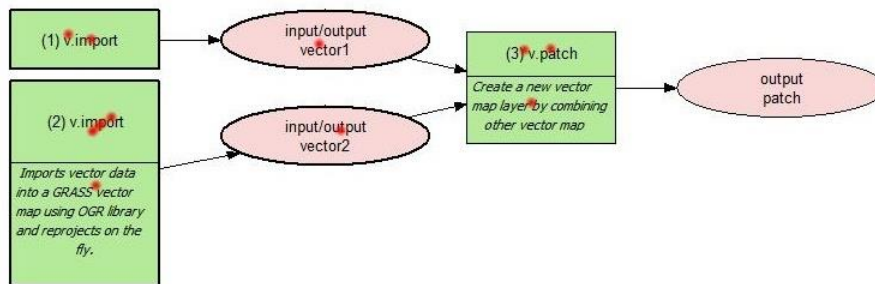 (1) v.import
input/output
vector1
(2) v.import
Imports vector data
into a GRASS vector
map using OGR library
and reprojects on the
fly.
input/output
vector2
(3) v.patch
Create a new vector
map layer by combining
other vector map
output
patch